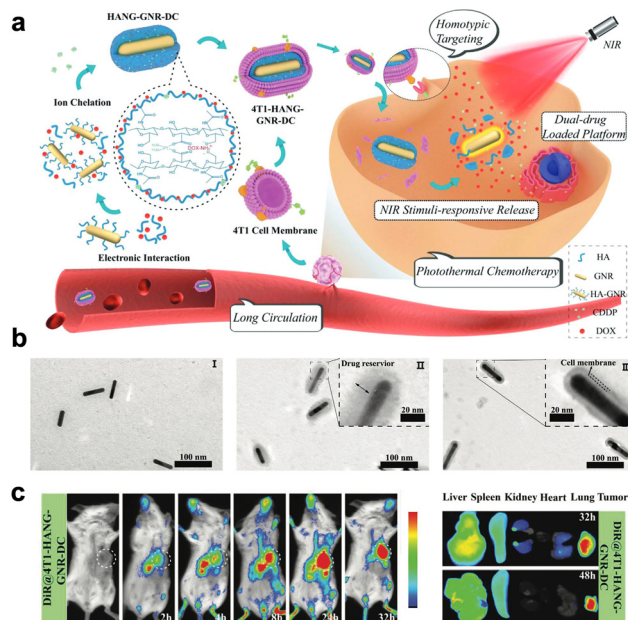 a
HANG-GNR-DC
Ion Chelation
DOX-NH₃⁺
Electronic Interaction
4T1-HANG-
GNR-DC
4T1 Cell Membrane
Long Circulation
Homotypic
Targeting
NIR
Dual-drug
Loaded Platform
NIR Stimuli-responsive Release
Photothermal Chemotherapy
HA
GNR
HA-GNR
CDDP
DOX
b
I
100 nm
Drug reservior
II
20 nm
100 nm
Cell membrane
20 nm
100 nm
c
DiR@4T1-HANG-
GNR-DC
2h
4h
8h
24h
32h
Liver Spleen Kidney Heart Lung Tumor
32h
48h
DiR@4T1-HANG-
GNR-DC